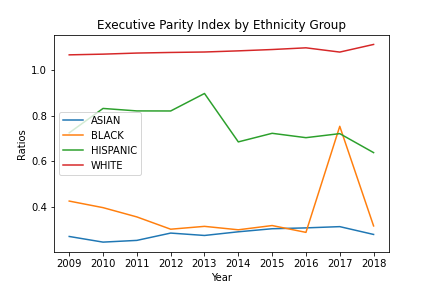 Executive Parity Index by Ethnicity Group
Ratios
1.0
0.8
0.6
0.4
ASIAN
BLACK
HISPANIC
WHITE
2009 2010 2011 2012 2013 2014 2015 2016 2017 2018
Year